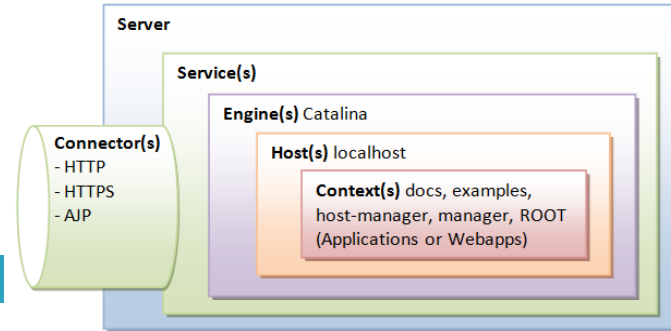 Server
Service(s)
Engine(s) Catalina
Connector(s)
- HTTP
- HTTPS
- AJP
Host(s) localhost
Context(s) docs, examples,
host-manager, manager, ROOT
(Applications or Webapps)